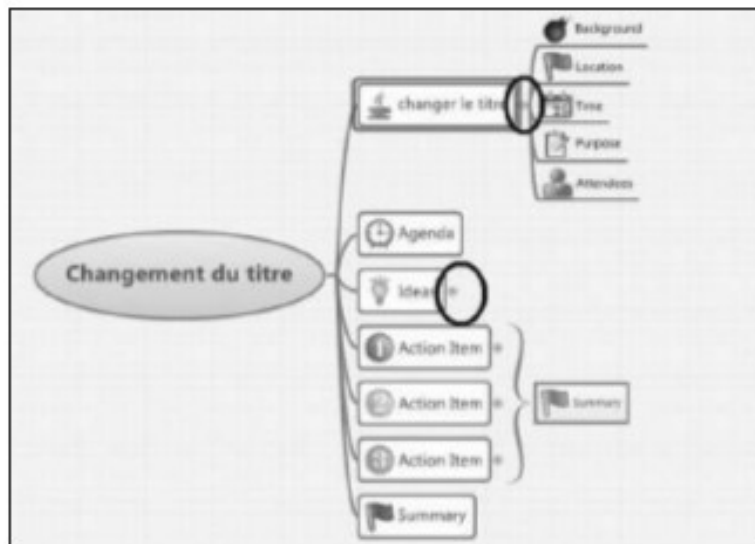 Background
Location
changer le titre
Time
Purpose
Attendees
Agenda
Changement du titre
Ideas
Action Item
Action Item
Summary
Action Item
Summary